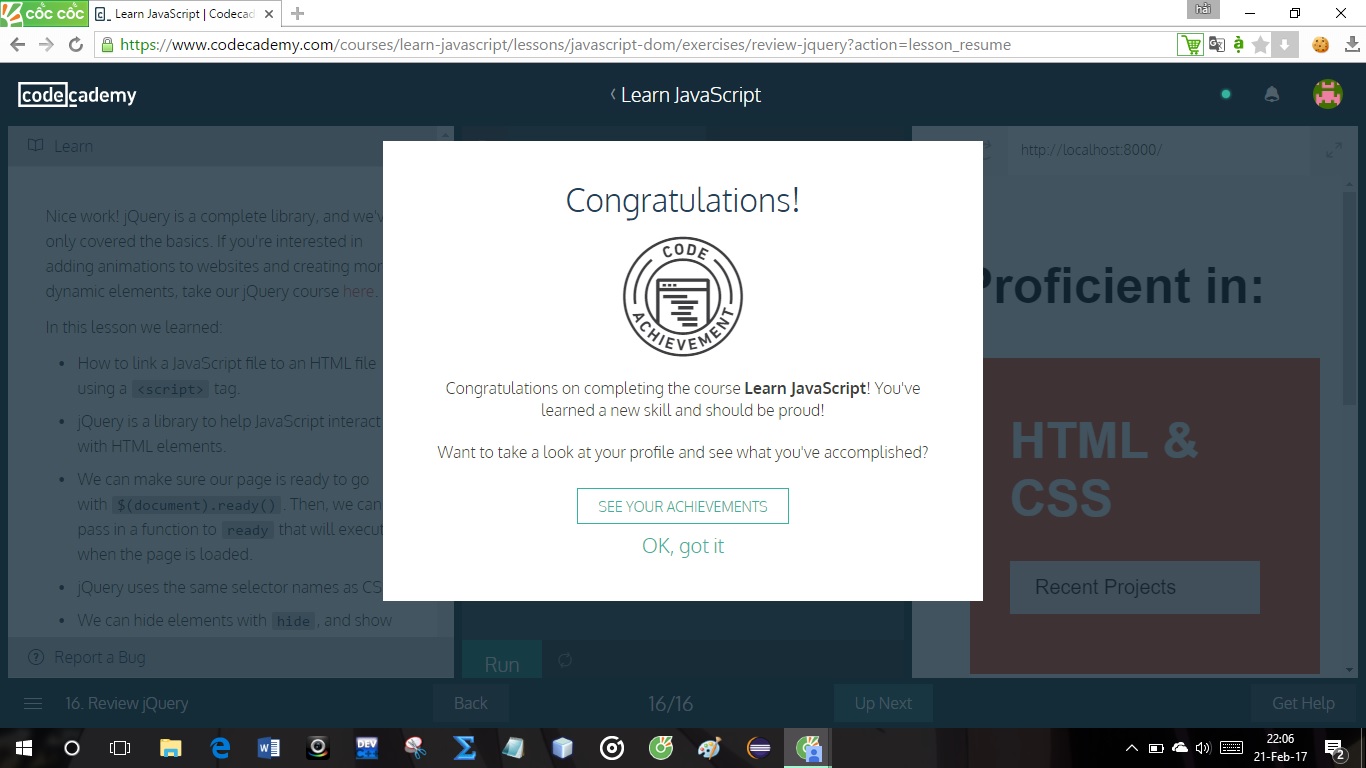 CỐC CỐC
Learn JavaScript | Codecad
hải
https://www.codecademy.com/courses/learn-javascript/lessons/javascript-dom/exercises/review-jquery?action=lesson_resume
codecademy
Learn JavaScript
Learn
http://localhost:8000/
Nice work! jQuery is a complete library, and we'v
only covered the basics. If you're interested in
adding animations to websites and creating mor
dynamic elements, take our jQuery course here.
In this lesson we learned:
• How to link a JavaScript file to an HTML file
using a <script> tag.
• jQuery is a library to help JavaScript interact
with HTML elements.
• We can make sure our page is ready to go
with $(document).ready(). Then, we can
pass in a function to ready that will execut
when the page is loaded.
• jQuery uses the same selector names as CS
• We can hide elements with hide, and show
Report a Bug
Congratulations!
CODE
ACHIEVEMENT
Congratulations on completing the course Learn JavaScript! You've
learned a new skill and should be proud!
Want to take a look at your profile and see what you've accomplished?
SEE YOUR ACHIEVEMENTS
OK, got it
Run
Proficient in:
HTML &
CSS
Recent Projects
16. Review jQuery
Back
16/16
Up Next
Get Help
DEV
22:06
21-Feb-17
2